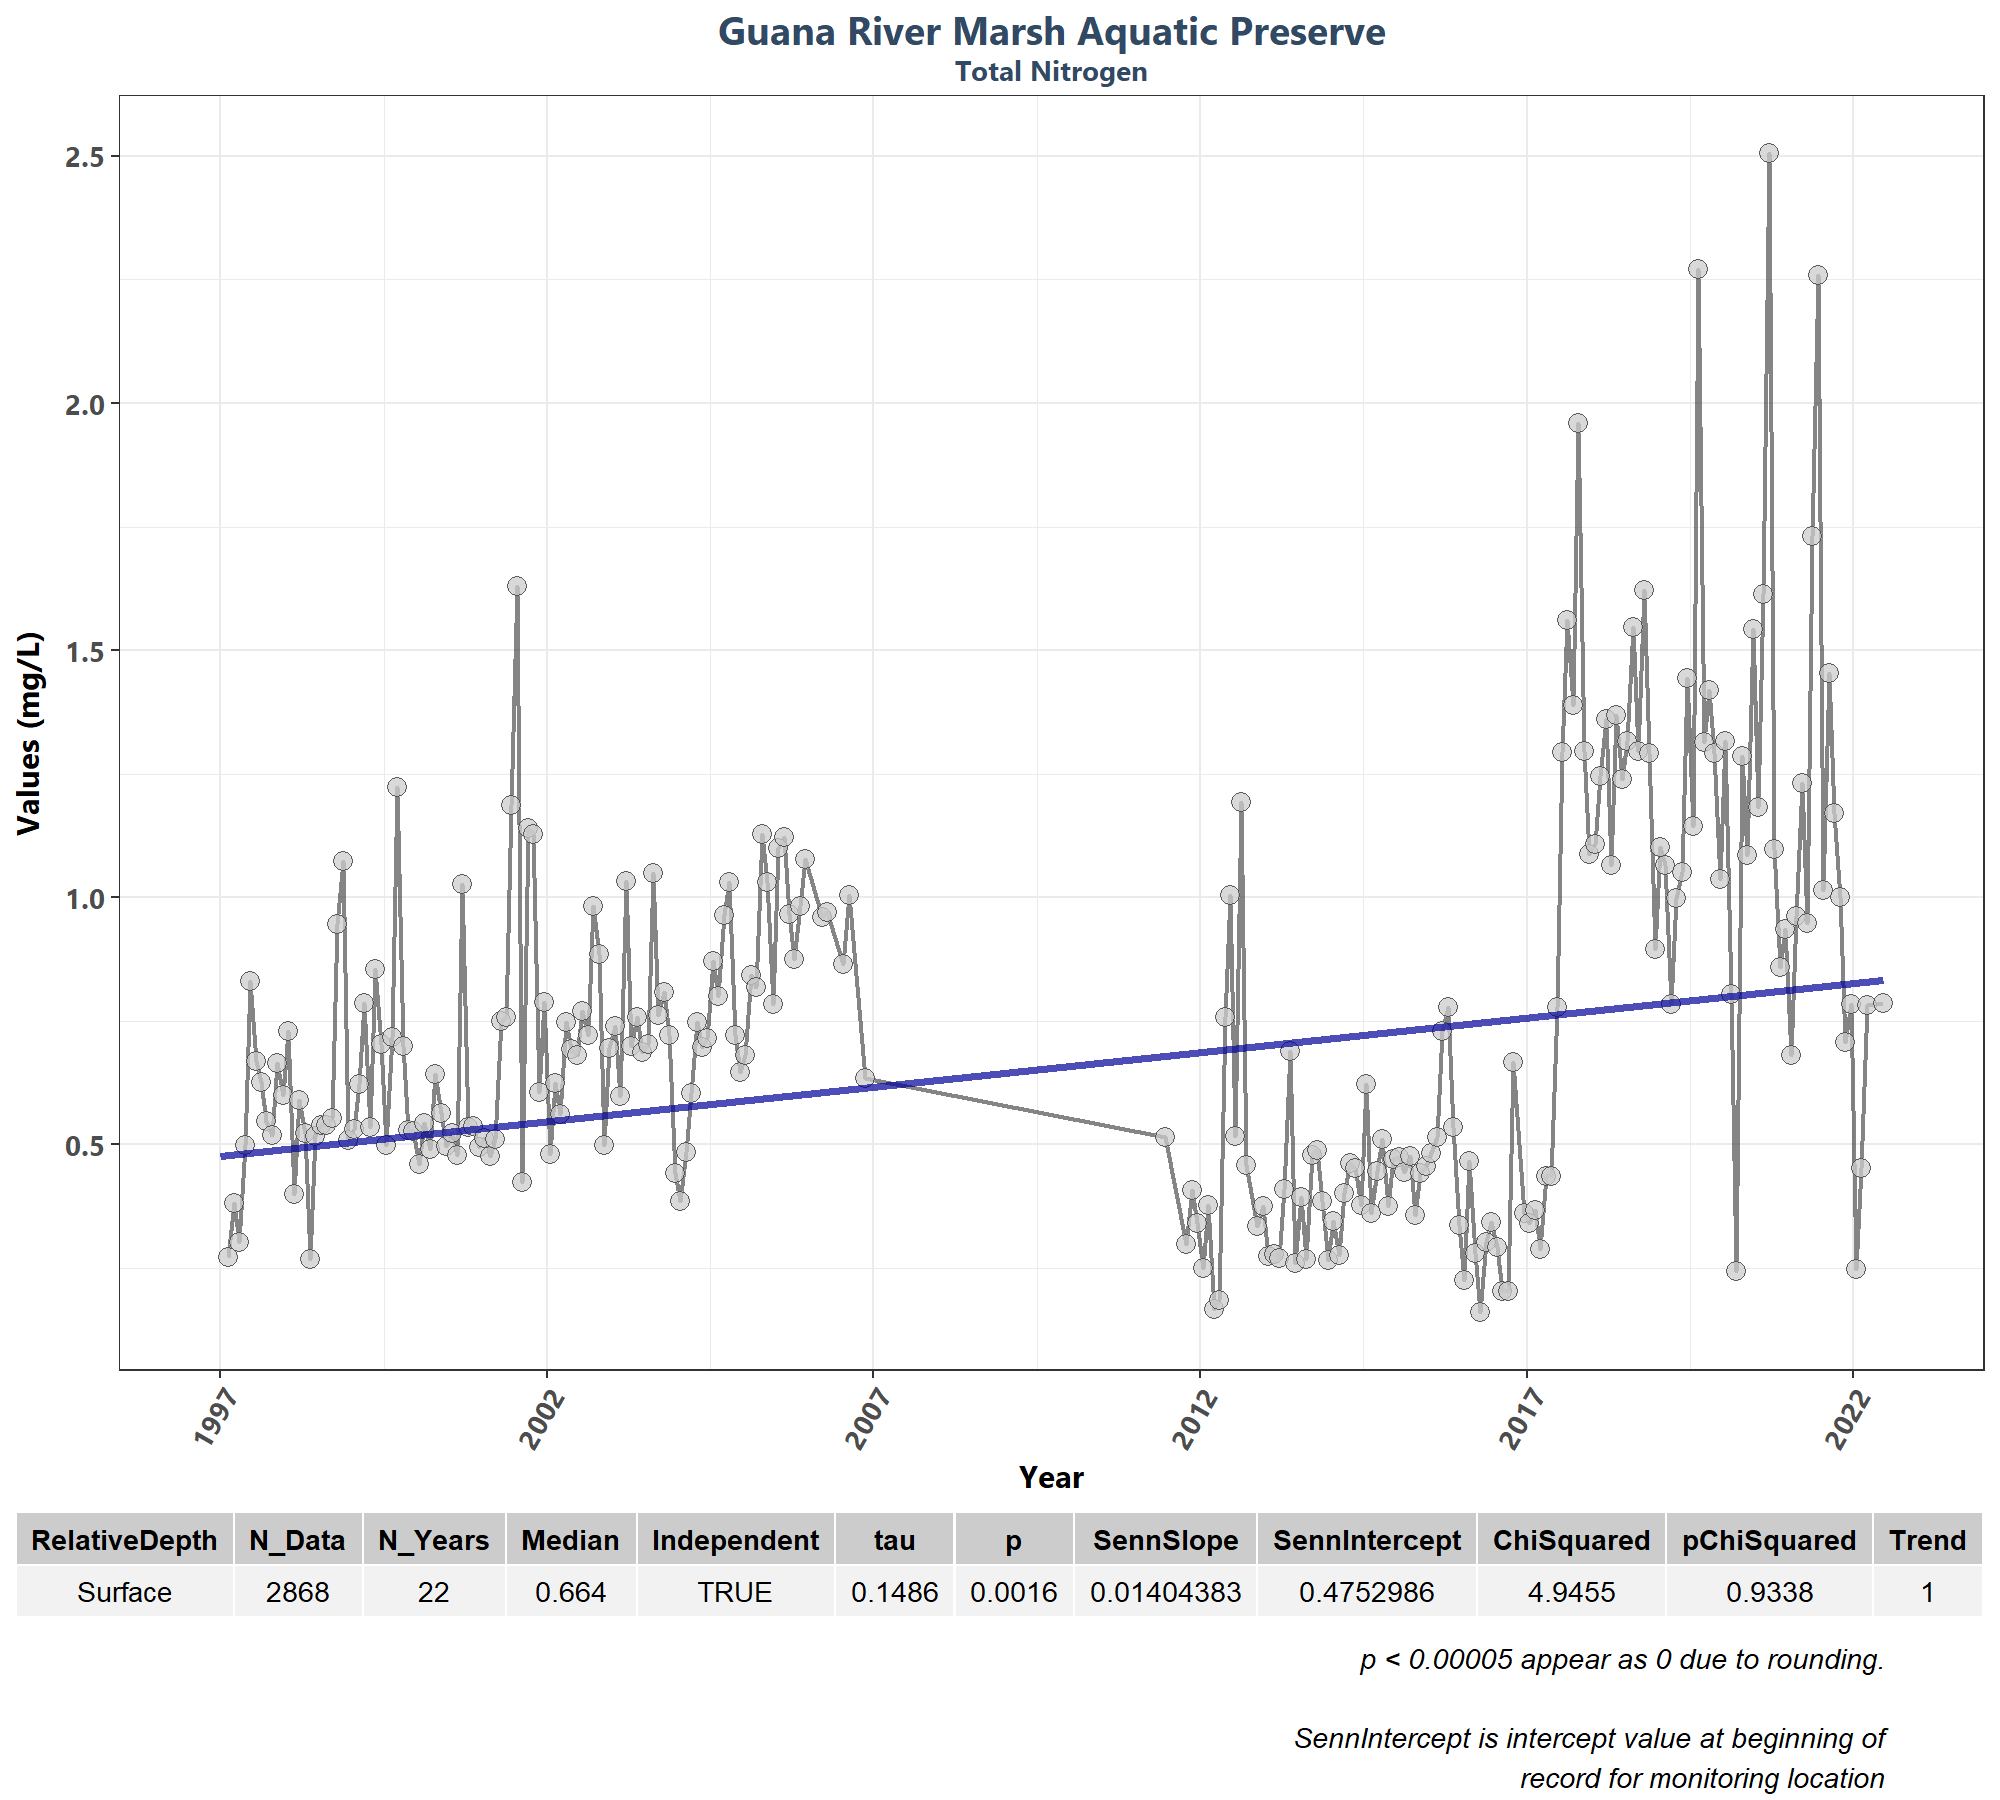 Guana River Marsh Aquatic Preserve
Total Nitrogen
Values (mg/L)
2.5
2.0
1.5
1.0
0.5
1997 2002 2007 2012 2017 2022
Year
RelativeDepth N_Data N_Years Median Independent tau p SennSlope SennIntercept ChiSquared pChiSquared Trend
Surface 2868 22 0.664 TRUE 0.1486 0.0016 0.01404383 0.4752986 4.9455 0.9338 1
p < 0.00005 appear as 0 due to rounding.
SennIntercept is intercept value at beginning of
record for monitoring location